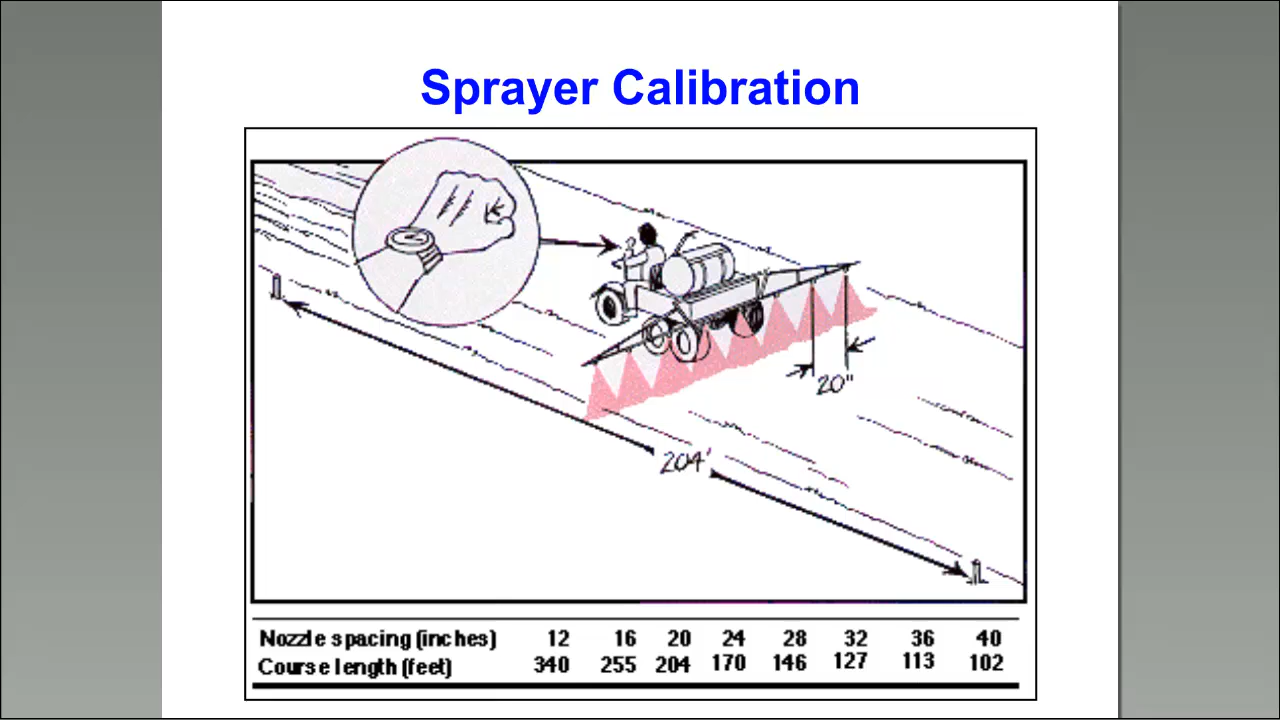 Sprayer Calibration
20"
204'
Nozzle spacing (inches) 12 16 20 24 28 32 36 40
Course length (feet) 340 255 204 170 146 127 113 102